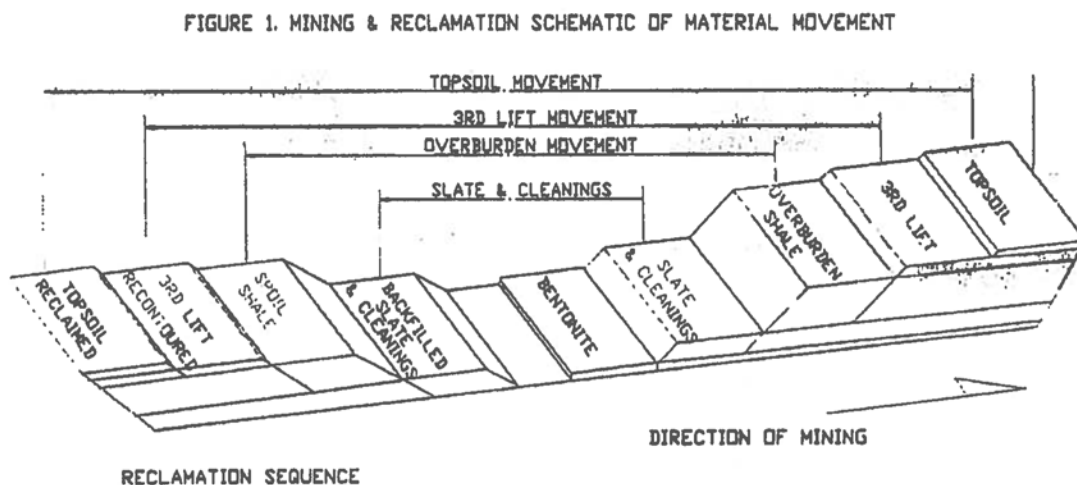 FIGURE 1. MINING & RECLAMATION SCHEMATIC OF MATERIAL MOVEMENT
TOPSOIL MOVEMENT
3RD LIFT MOVEMENT
OVERBURDEN MOVEMENT
SLATE & CLEANINGS
TOPSOIL
RECLAIMED
3RD LIFT
RECONTOURED
SPOIL
SHALE
BACKFILLED
SLATE
& CLEANINGS
BENTONITE
SLATE
& CLEANINGS
OVERBURDEN
SHALE
3RD LIFT
TOPSOIL
DIRECTION OF MINING
RECLAMATION SEQUENCE